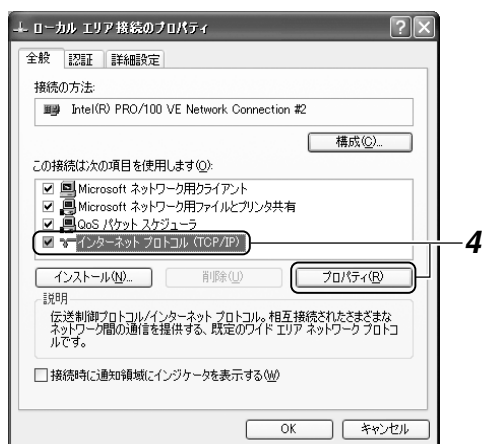 ローカル エリア接続のプロパティ
全般 認証 詳細設定
接続の方法:
Intel(R) PRO/100 VE Network Connection #2
構成(C)...
この接続は次の項目を使用します(O):
Microsoft ネットワーク用クライアント
Microsoft ネットワーク用ファイルとプリンタ共有
QoS パケット スケジューラ
インターネット プロトコル (TCP/IP)
4
インストール(N)... 削除(U) プロパティ(R)
説明
伝送制御プロトコル/インターネット プロトコル。相互接続されたさまざまな
ネットワーク間の通信を提供する、既定のワイド エリア ネットワーク プロトコ
ルです。
接続時に通知領域にインジケータを表示する(W)
OK キャンセル